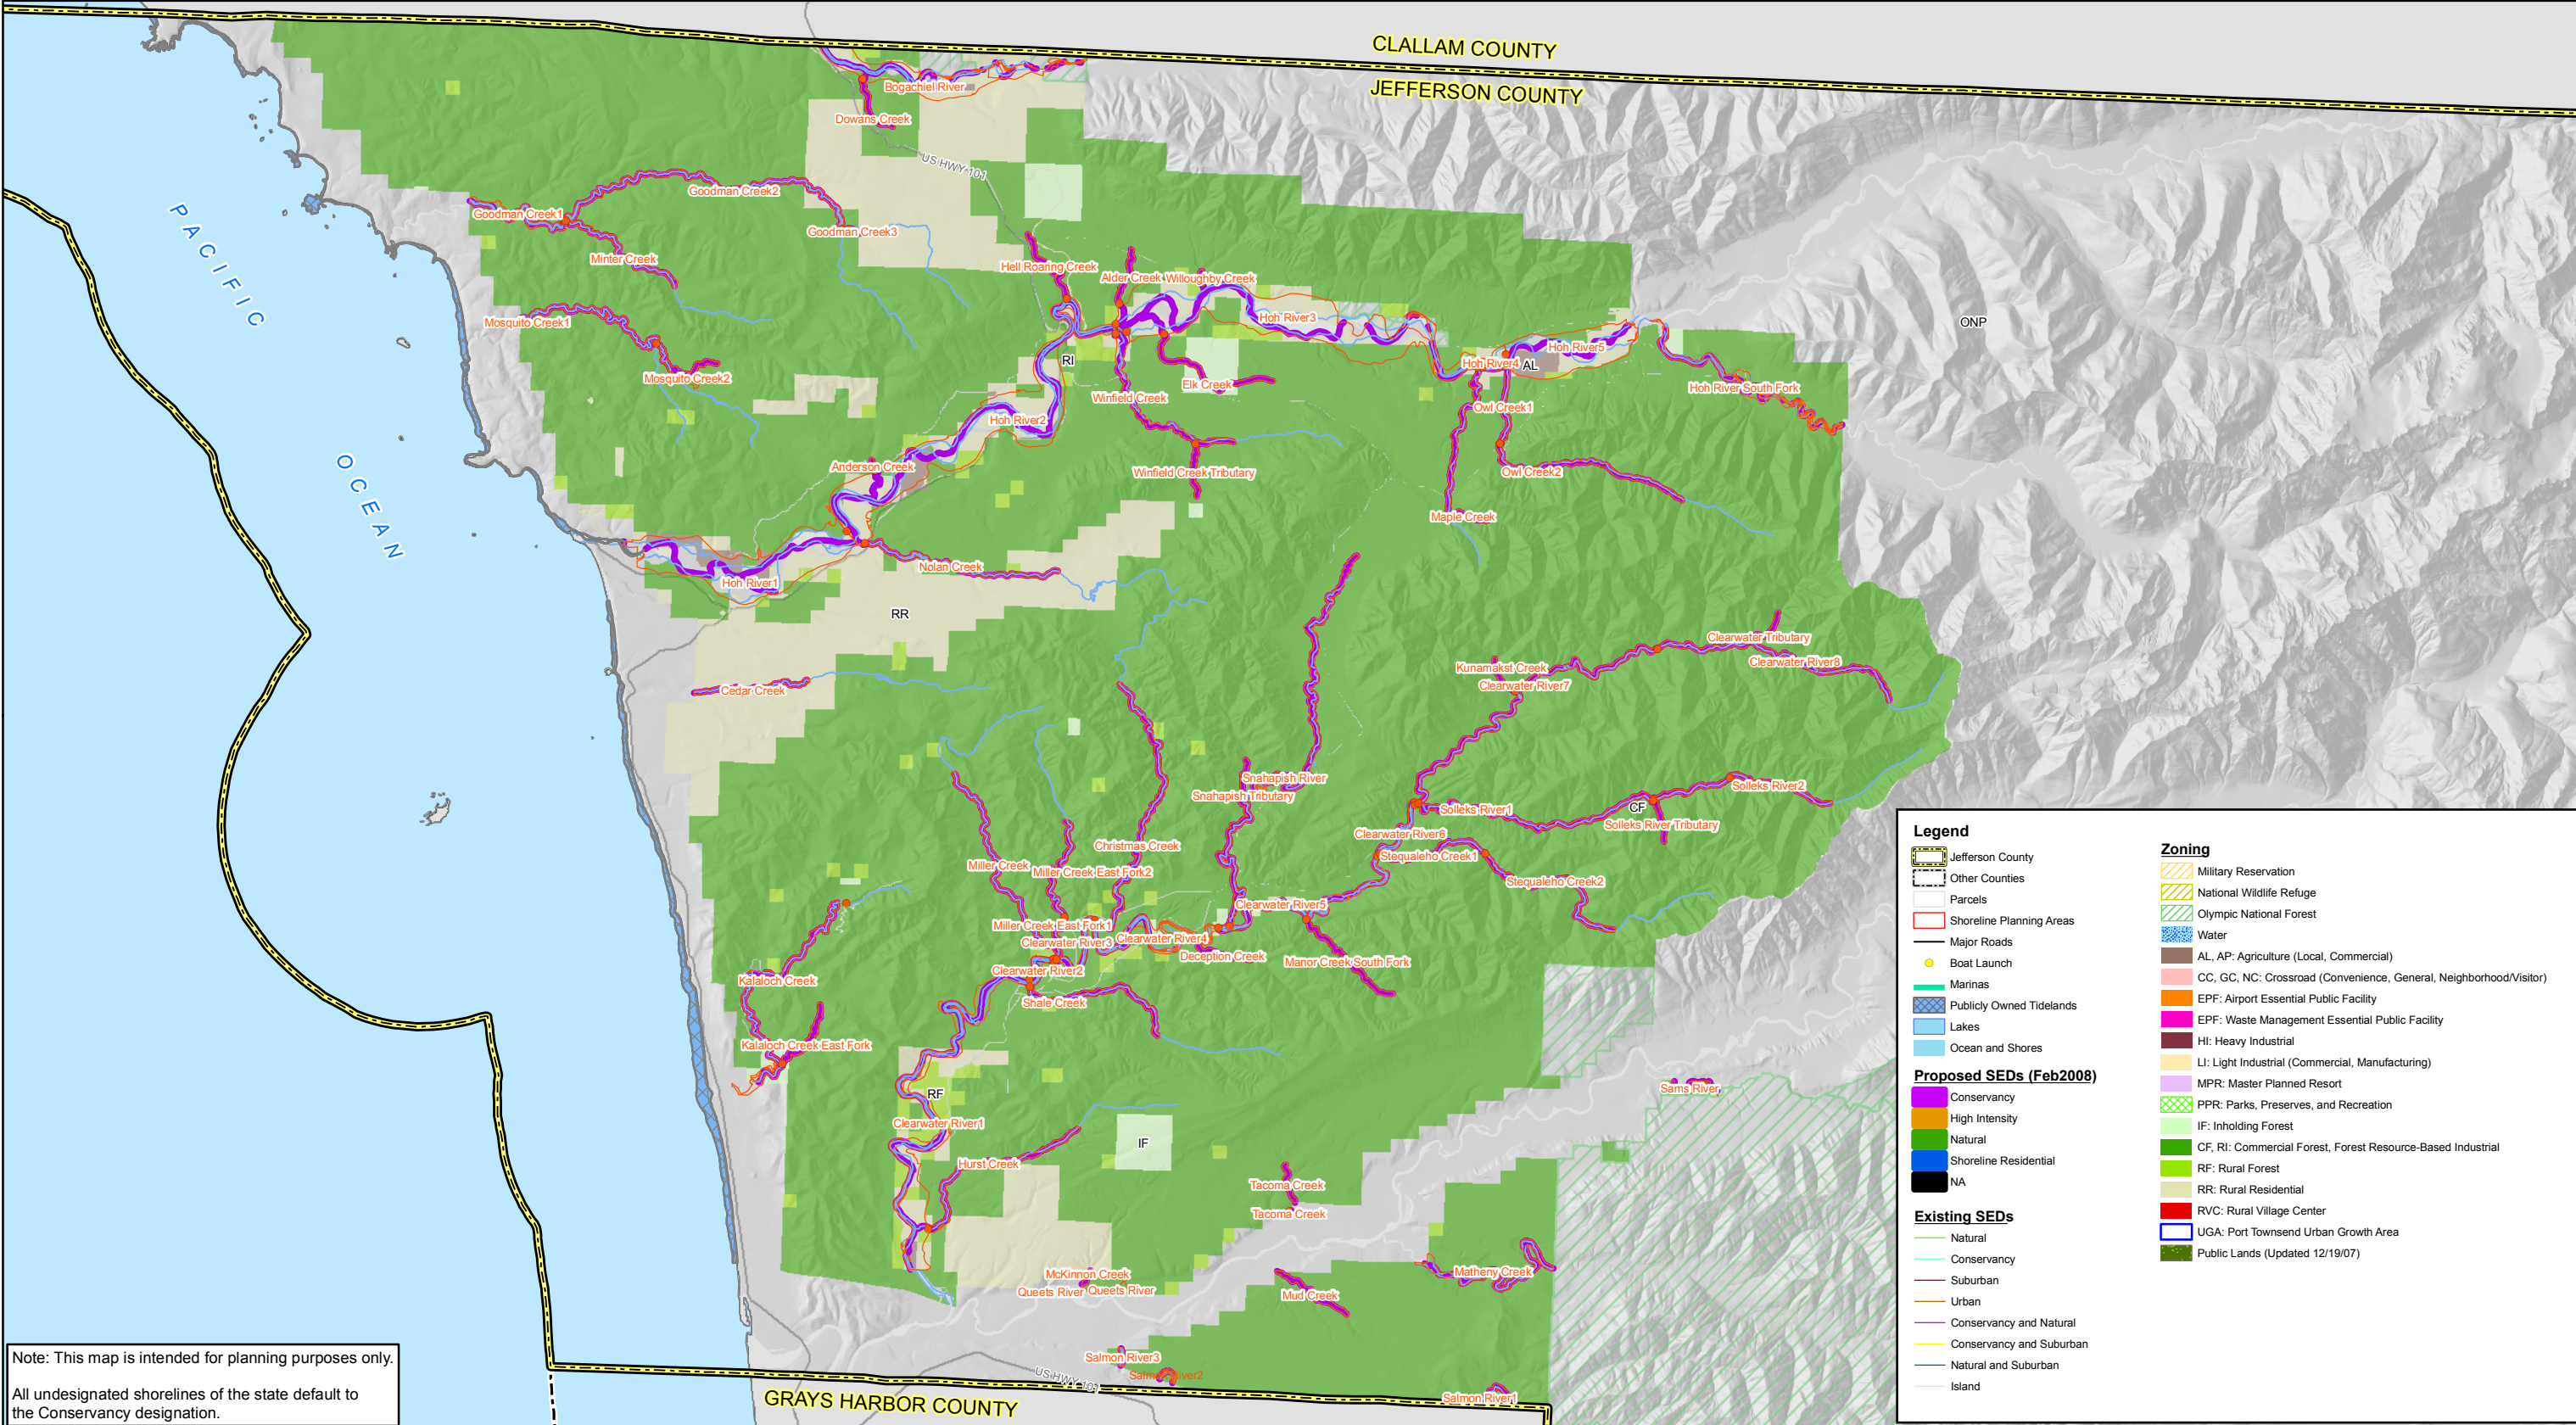 CLALLAM COUNTY
JEFFERSON COUNTY
Bogachiel River
Dowans Creek
US HWY 101
PACIFIC
OCEAN
Goodman Creek2
Goodman Creek1
Goodman Creek3
Minter Creek
Hell Roaring Creek
Alder Creek
Willoughby Creek
Mosquito Creek1
Hoh River3
ONP
RI
Hoh River5
Hoh River4
AL
Mosquito Creek2
Elk Creek
Hoh River South Fork
Winfield Creek
Owl Creek1
Hoh River2
Anderson Creek
Winfield Creek Tributary
Owl Creek2
Maple Creek
Nolan Creek
Hoh River1
RR
Clearwater Tributary
Clearwater River8
Kunamakst Creek
Clearwater River7
Cedar Creek
Snahapish River
Snahapish Tributary
Solleks River2
Solleks River1
CF
Solleks River Tributary
Clearwater River6
Christmas Creek
Stequaleho Creek1
Miller Creek
Miller Creek East Fork2
Stequaleho Creek2
Clearwater River5
Miller Creek East Fork1
Clearwater River4
Clearwater River3
Deception Creek
Manor Creek South Fork
Clearwater River2
Kalaloch Creek
Shale Creek
Kalaloch Creek East Fork
Sams River
RF
Clearwater River1
IF
Hurst Creek
Tacoma Creek
Tacoma Creek
McKinnon Creek
Queets River
Queets River
Matheny Creek
Mud Creek
Salmon River3
Salmon River2
US HWY 101
Salmon River1
GRAYS HARBOR COUNTY
Note: This map is intended for planning purposes only.
All undesignated shorelines of the state default to
the Conservancy designation.
Legend
Jefferson County
Other Counties
Parcels
Shoreline Planning Areas
Major Roads
Boat Launch
Marinas
Publicly Owned Tidelands
Lakes
Ocean and Shores
Proposed SEDs (Feb2008)
Conservancy
High Intensity
Natural
Shoreline Residential
NA
Existing SEDs
Natural
Conservancy
Suburban
Urban
Conservancy and Natural
Conservancy and Suburban
Natural and Suburban
Island
Zoning
Military Reservation
National Wildlife Refuge
Olympic National Forest
Water
AL, AP: Agriculture (Local, Commercial)
CC, GC, NC: Crossroad (Convenience, General, Neighborhood/Visitor)
EPF: Airport Essential Public Facility
EPF: Waste Management Essential Public Facility
HI: Heavy Industrial
LI: Light Industrial (Commercial, Manufacturing)
MPR: Master Planned Resort
PPR: Parks, Preserves, and Recreation
IF: Inholding Forest
CF, RI: Commercial Forest, Forest Resource-Based Industrial
RF: Rural Forest
RR: Rural Residential
RVC: Rural Village Center
UGA: Port Townsend Urban Growth Area
Public Lands (Updated 12/19/07)